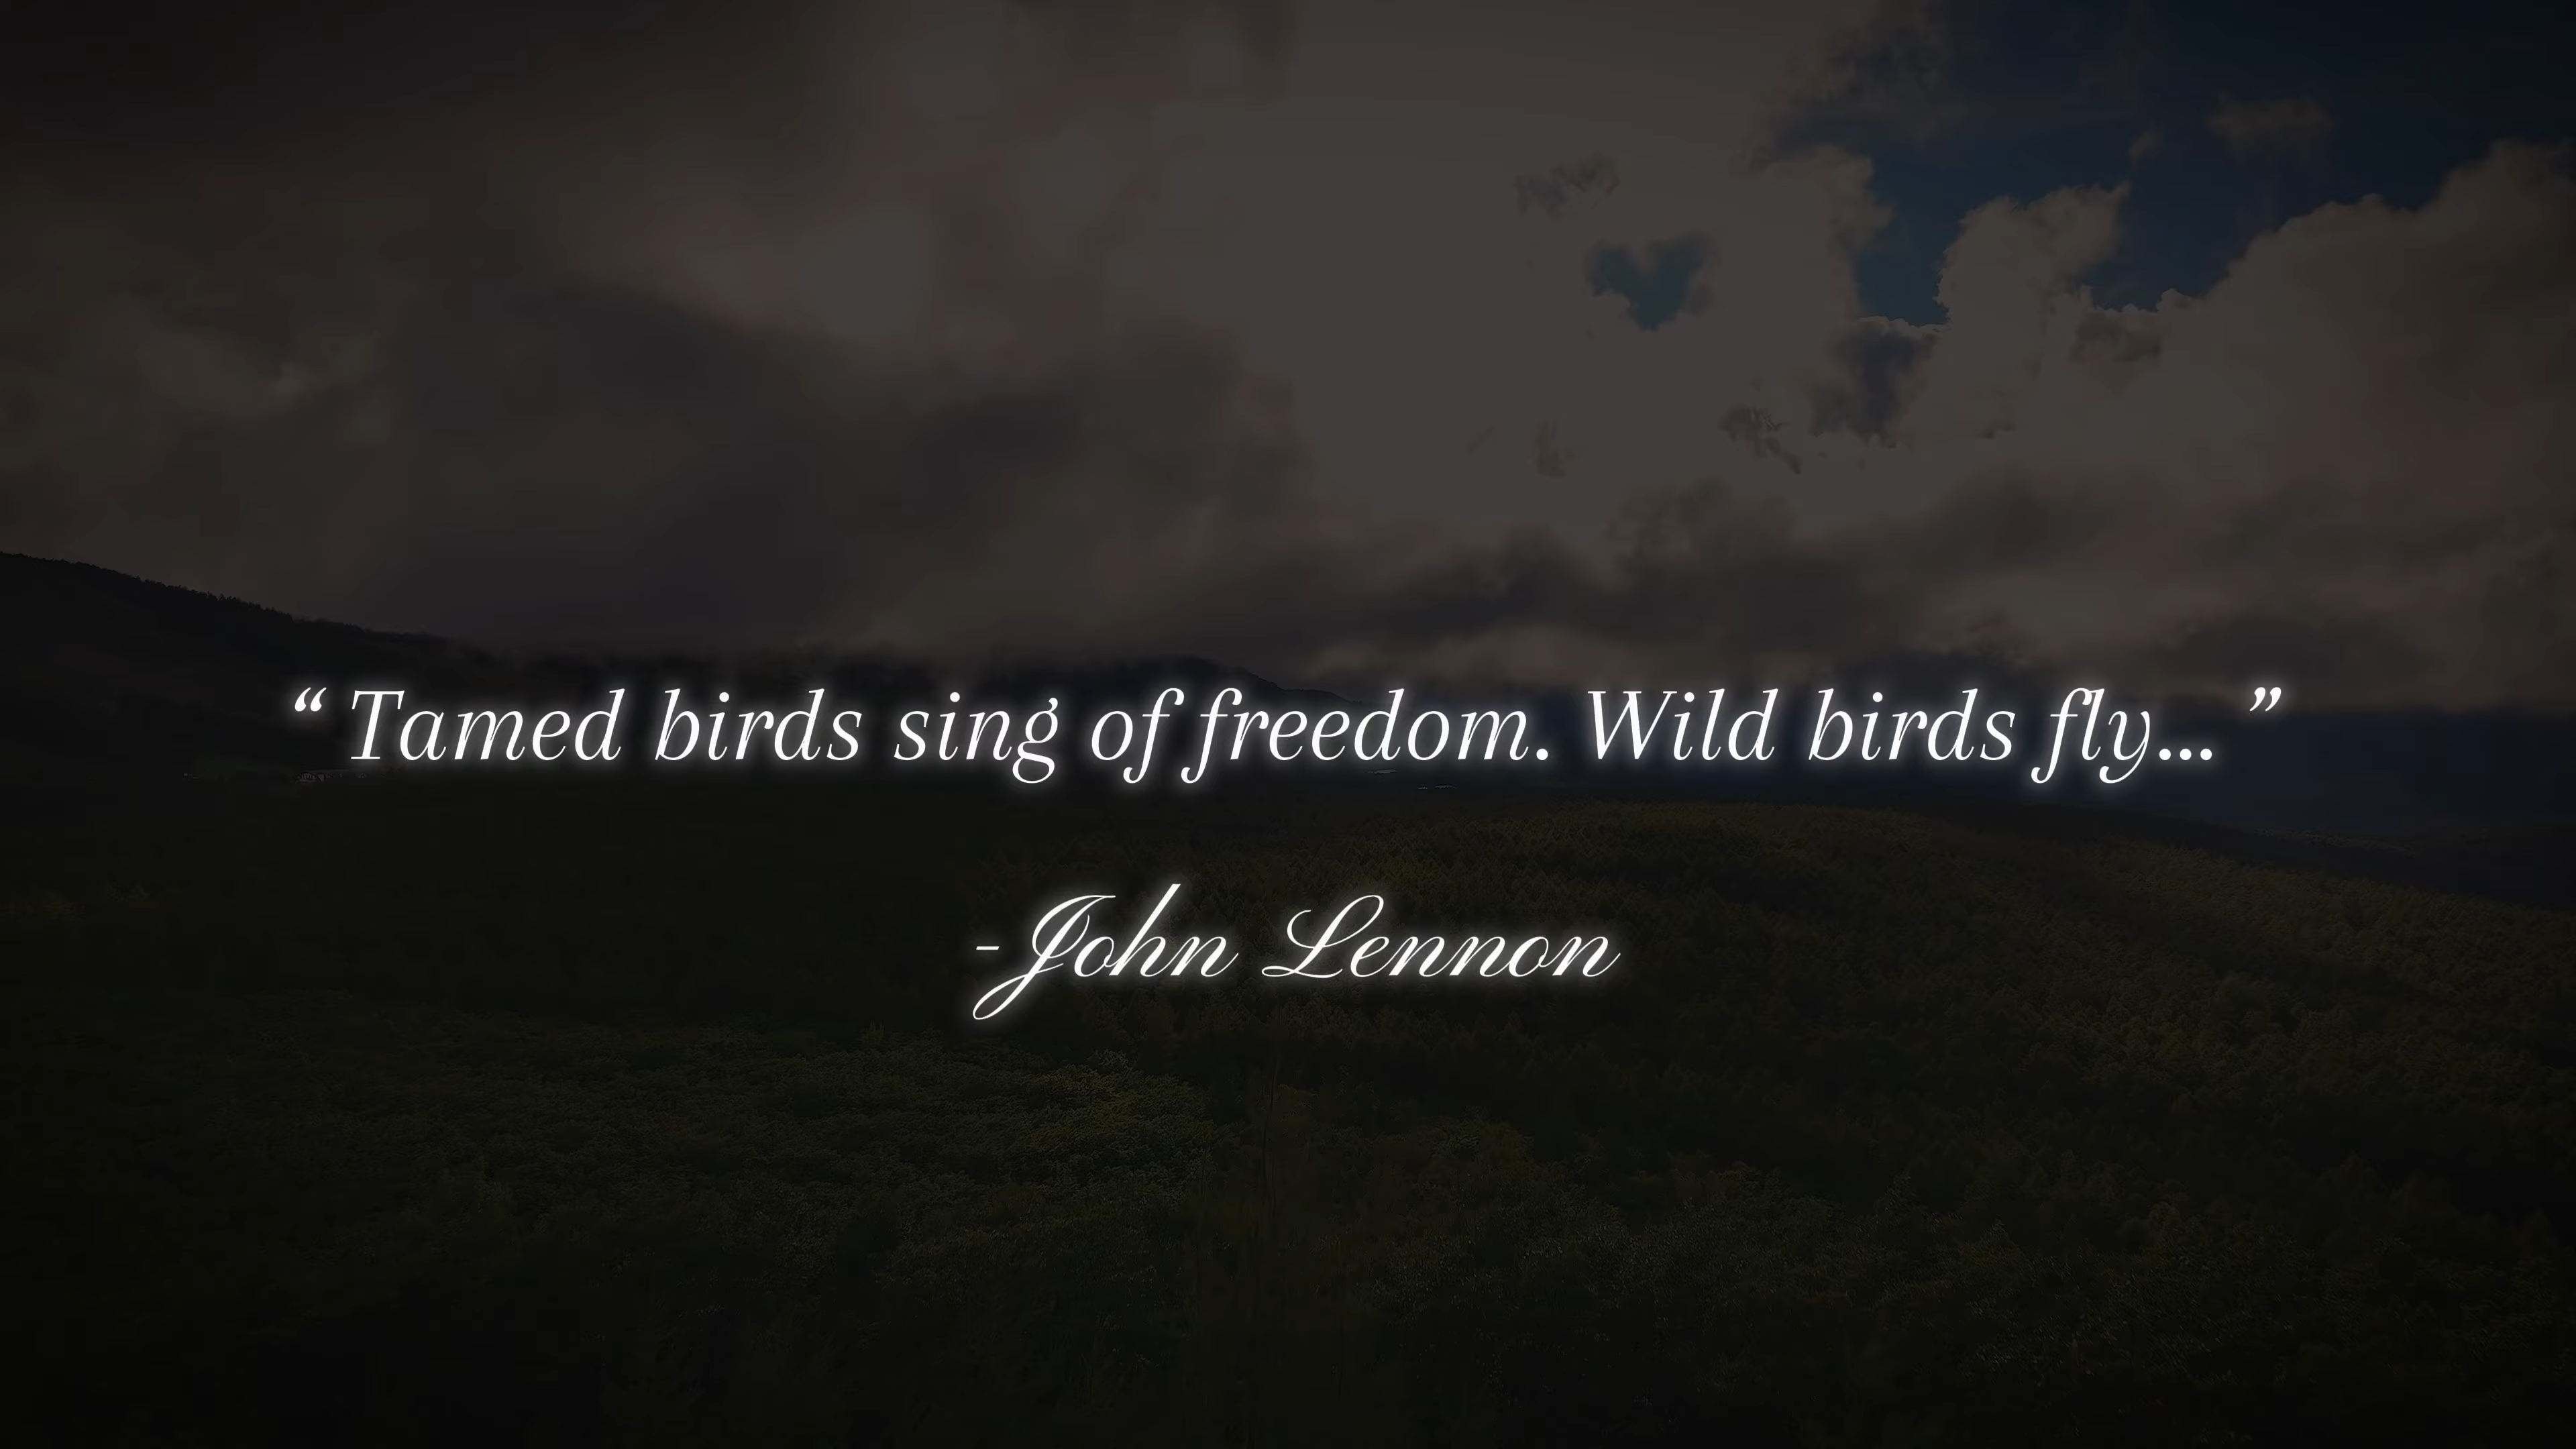 “ Tamed birds sing of freedom. Wild birds fly... ”
-John Lennon